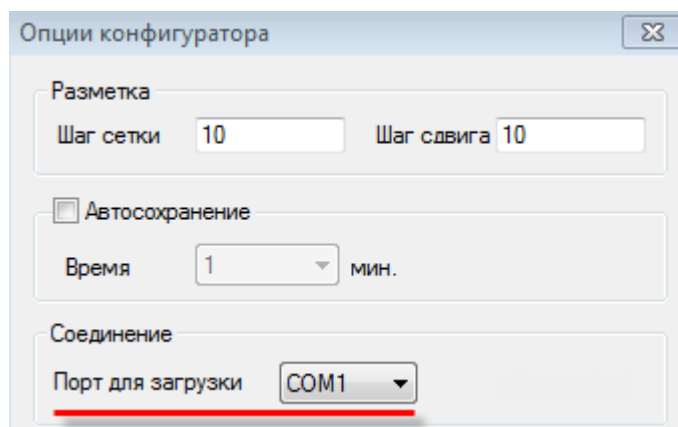 Опции конфигуратора
Разметка
Шаг сетки 10 Шаг сдвига 10
Автосохранение
Время 1 мин.
Соединение
Порт для загрузки COM1